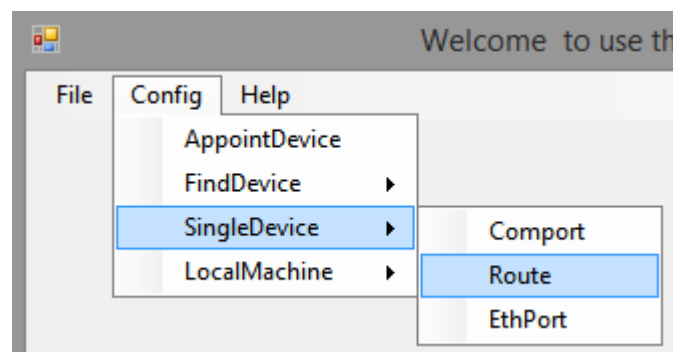 Welcome to use th
File Config Help
AppointDevice
FindDevice
SingleDevice
LocalMachine
Comport
Route
EthPort